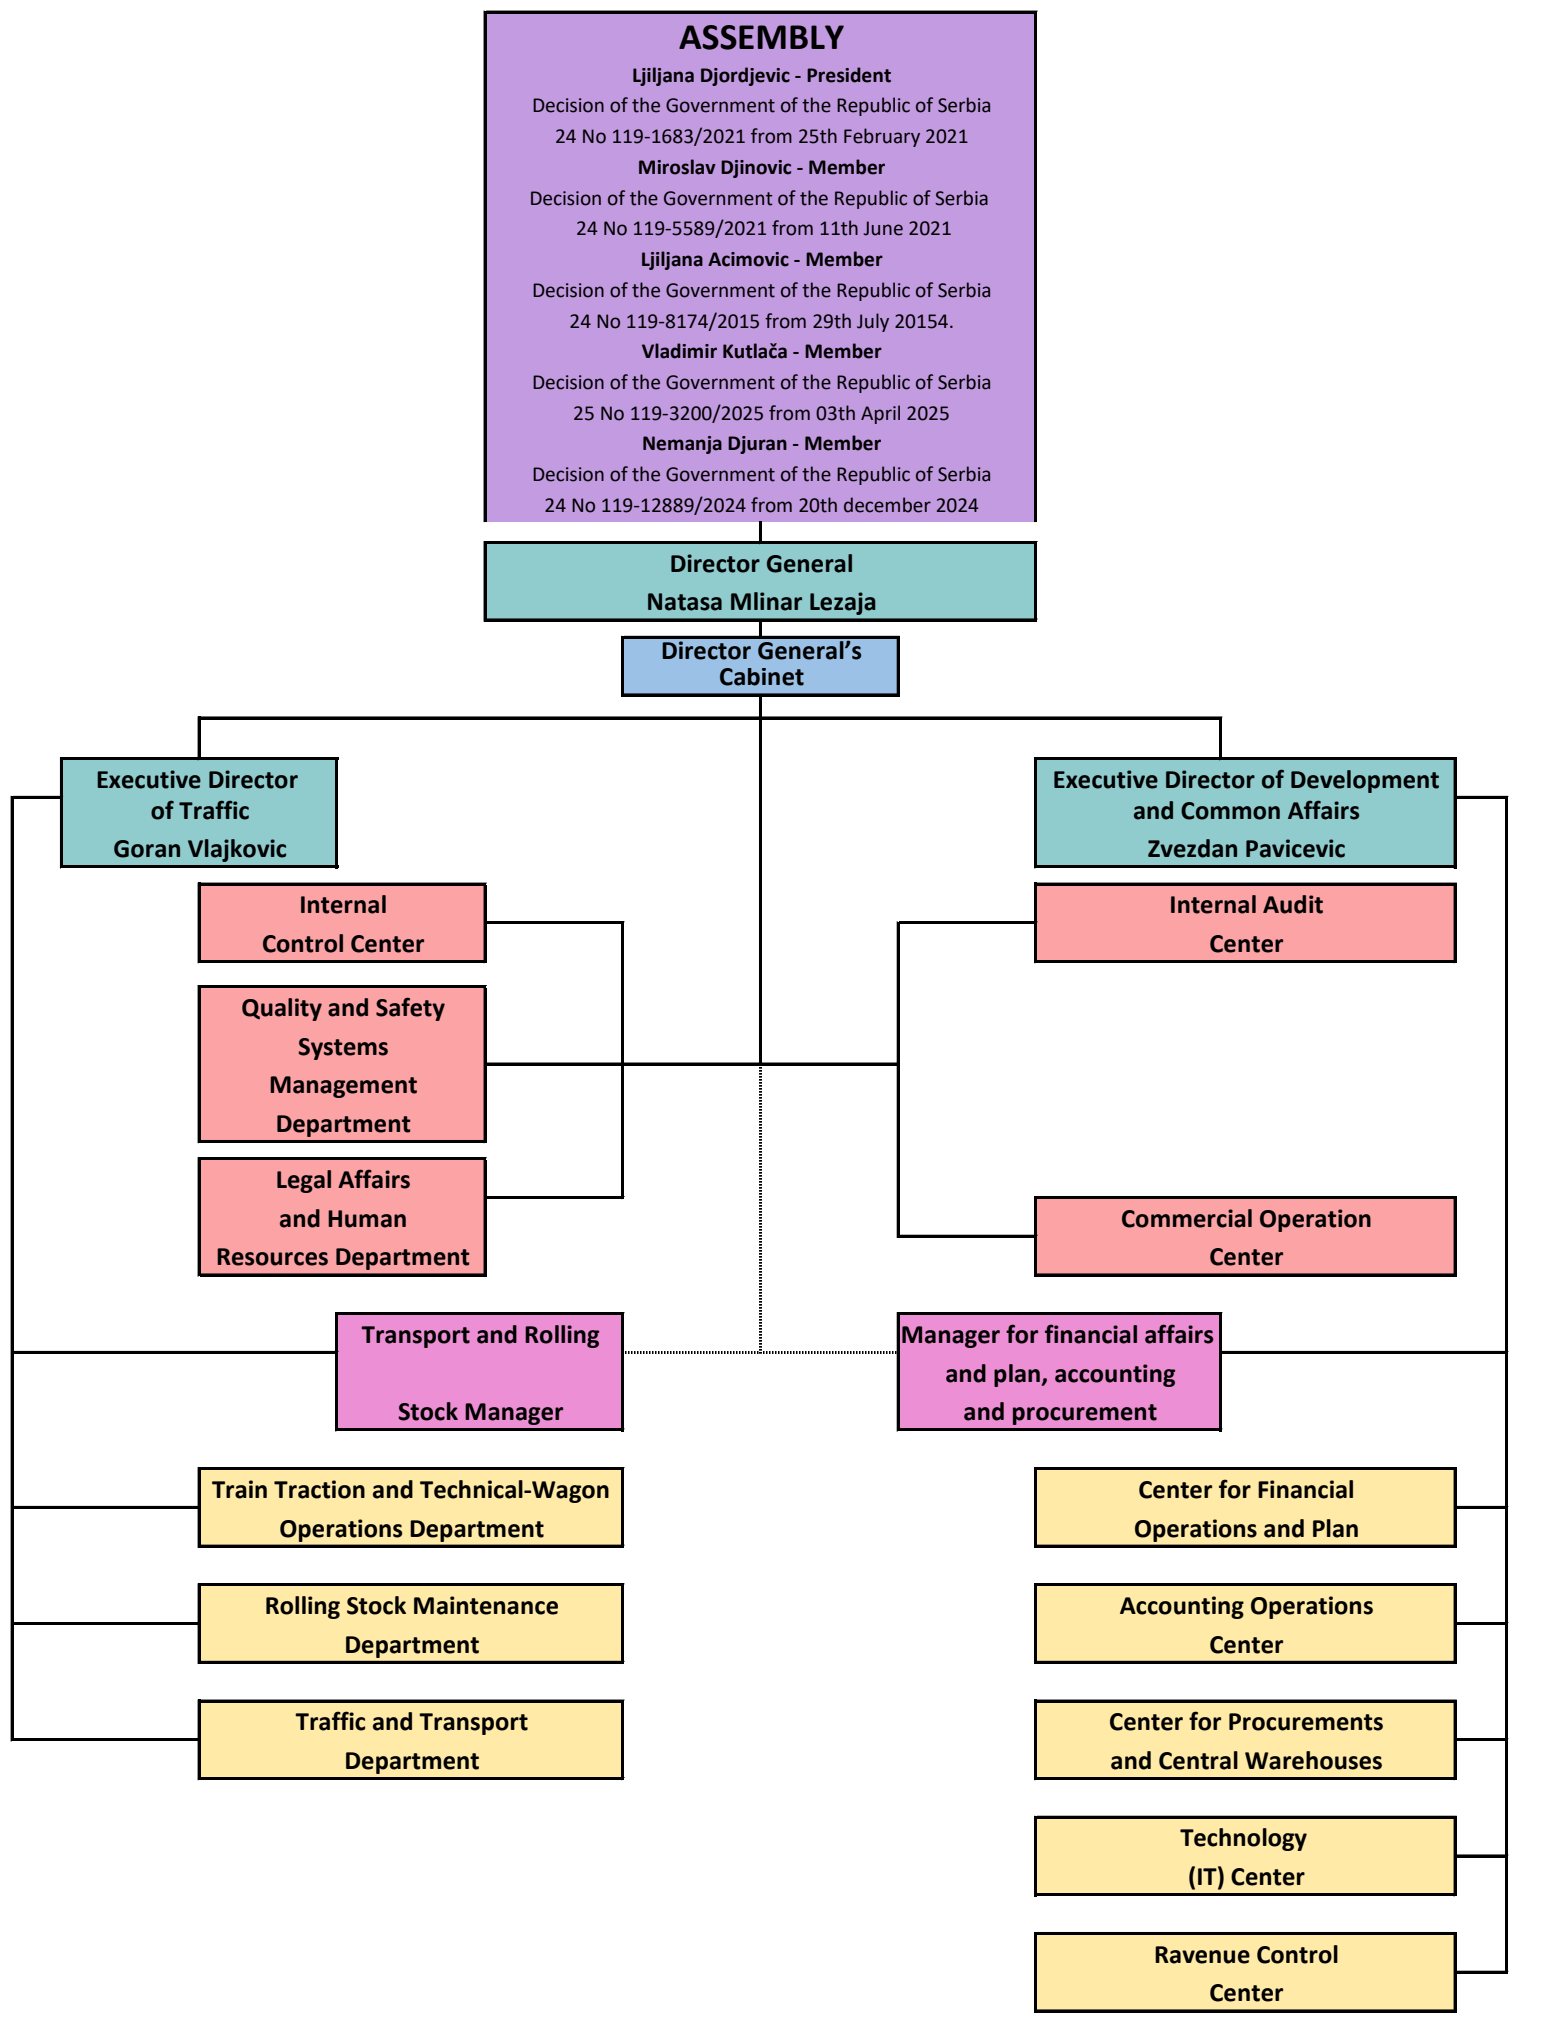 ASSEMBLY
Ljiljana Djordjevic - President
Decision of the Government of the Republic of Serbia
24 No 119-1683/2021 from 25th February 2021
Miroslav Djinovic - Member
Decision of the Government of the Republic of Serbia
24 No 119-5589/2021 from 11th June 2021
Ljiljana Acimovic - Member
Decision of the Government of the Republic of Serbia
24 No 119-8174/2015 from 29th July 20154.
Vladimir Kutlača - Member
Decision of the Government of the Republic of Serbia
25 No 119-3200/2025 from 03th April 2025
Nemanja Djuran - Member
Decision of the Government of the Republic of Serbia
24 No 119-12889/2024 from 20th december 2024
Director General
Natasa Mlinar Lezaja
Director General’s
Cabinet
Executive Director
of Traffic
Goran Vlajkovic
Executive Director of Development
and Common Affairs
Zvezdan Pavicevic
Internal
Control Center
Internal Audit
Center
Quality and Safety
Systems
Management
Department
Legal Affairs
and Human
Resources Department
Commercial Operation
Center
Transport and Rolling
Stock Manager
Manager for financial affairs
and plan, accounting
and procurement
Train Traction and Technical-Wagon
Operations Department
Center for Financial
Operations and Plan
Rolling Stock Maintenance
Department
Accounting Operations
Center
Traffic and Transport
Department
Center for Procurements
and Central Warehouses
Technology
(IT) Center
Ravenue Control
Center